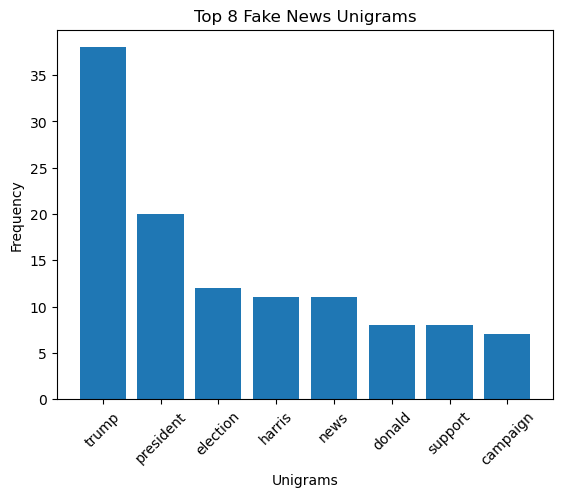 Top 8 Fake News Unigrams
Frequency
35
30
25
20
15
10
5
0
trump
president
election
harris
news
donald
support
campaign
Unigrams